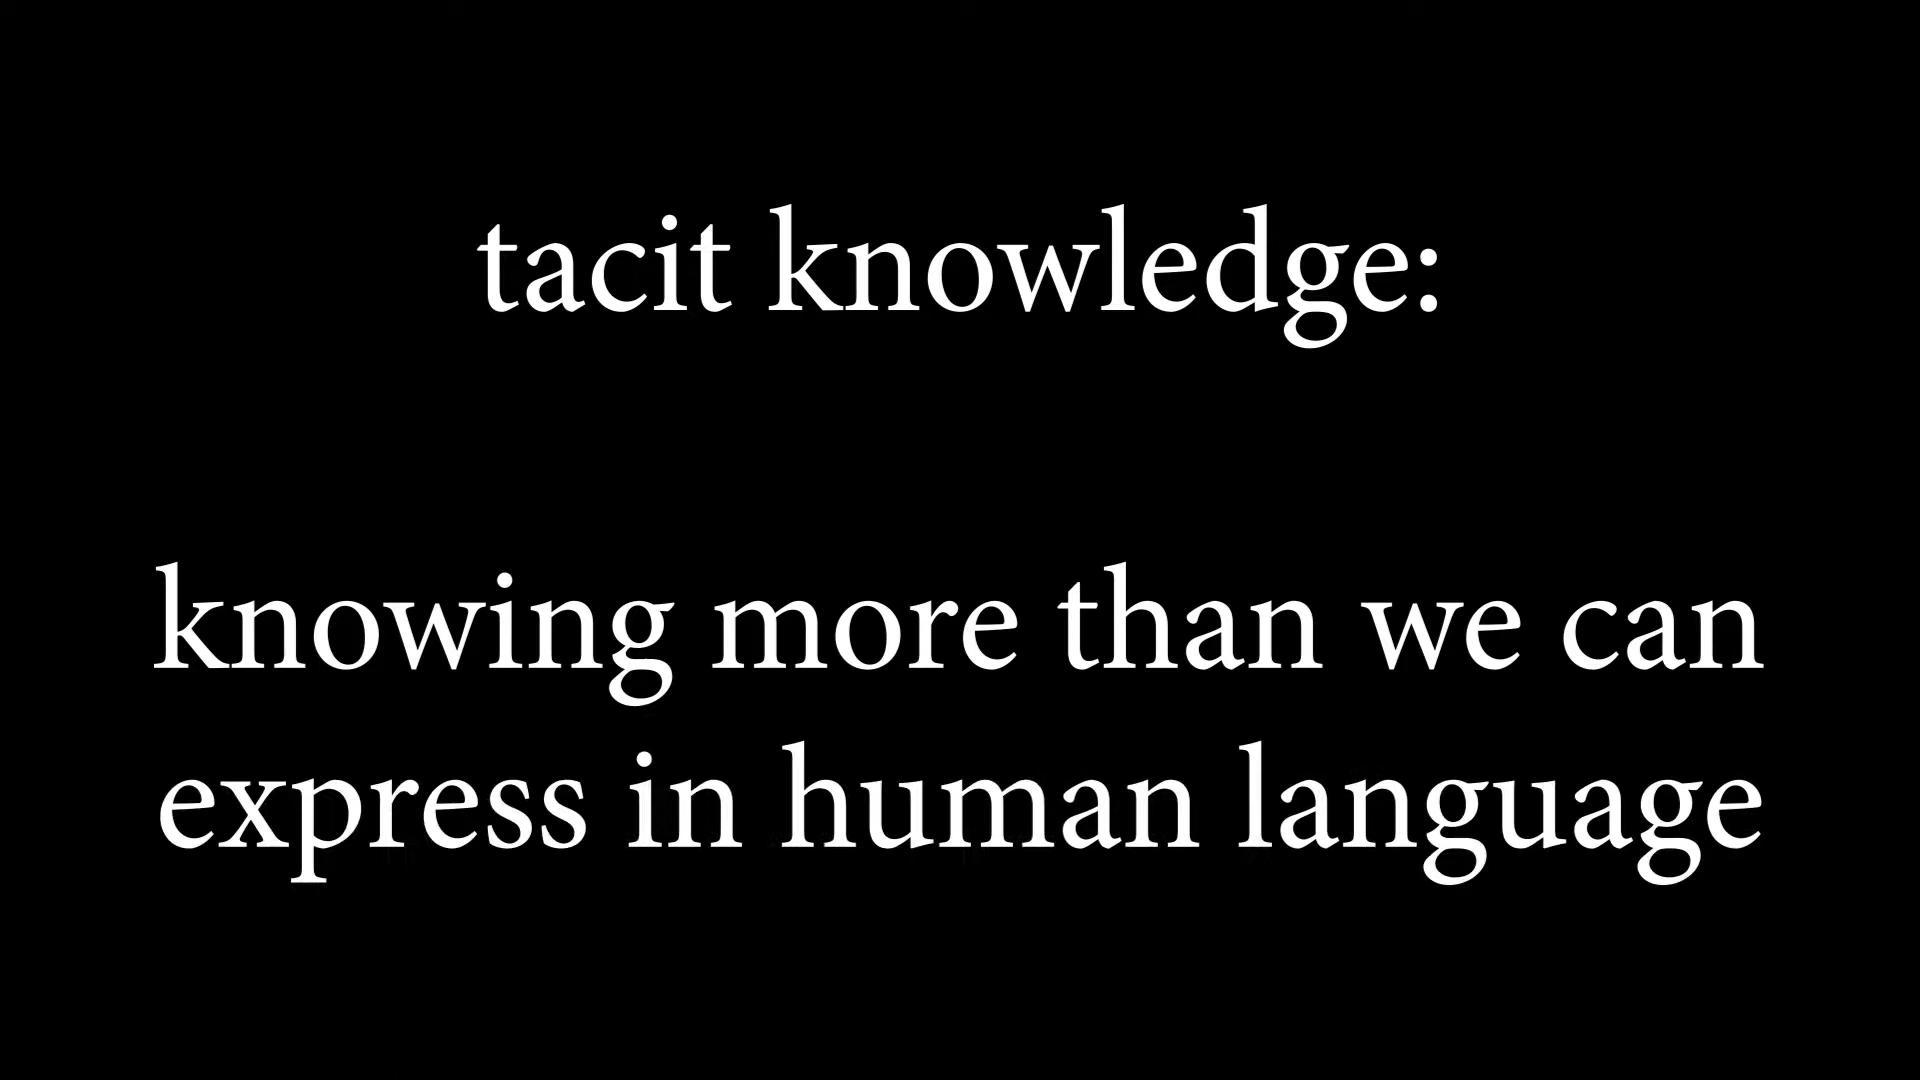 tacit knowledge:
knowing more than we can
express in human language